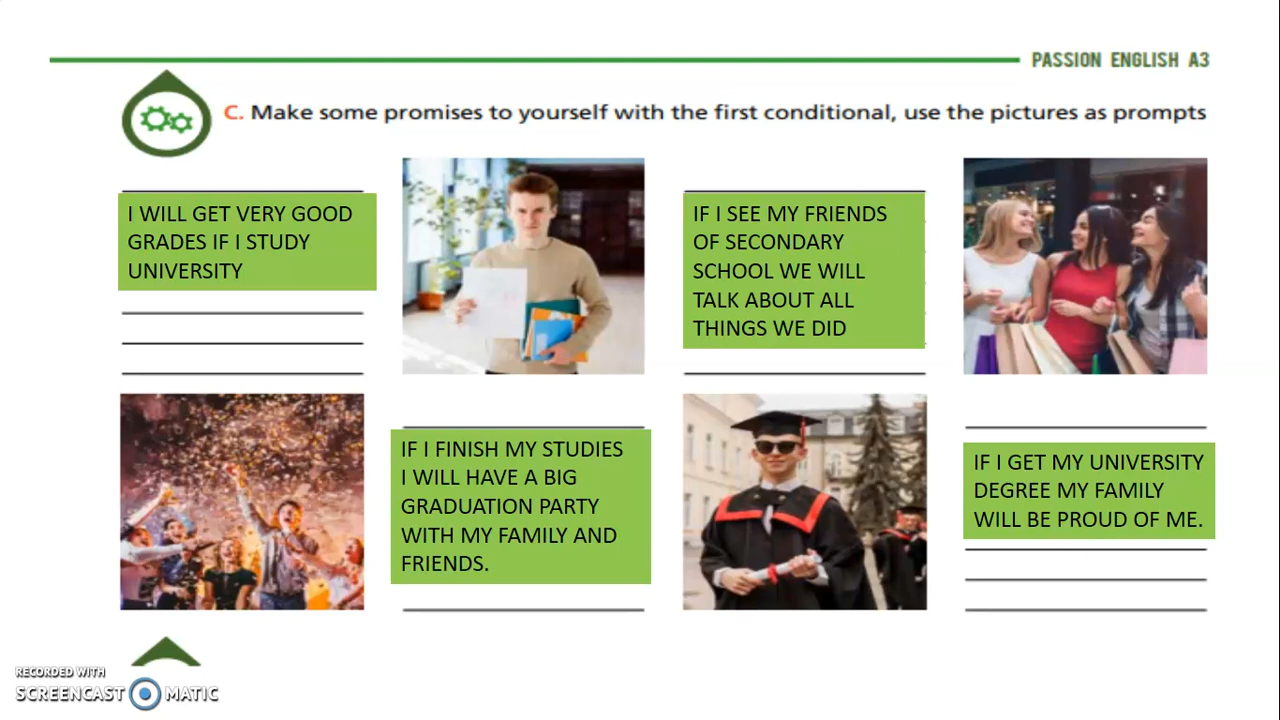 PASSION ENGLISH A3
C. Make some promises to yourself with the first conditional, use the pictures as prompts
I WILL GET VERY GOOD
GRADES IF I STUDY
UNIVERSITY
IF I SEE MY FRIENDS
OF SECONDARY
SCHOOL WE WILL
TALK ABOUT ALL
THINGS WE DID
IF I FINISH MY STUDIES
I WILL HAVE A BIG
GRADUATION PARTY
WITH MY FAMILY AND
FRIENDS.
IF I GET MY UNIVERSITY
DEGREE MY FAMILY
WILL BE PROUD OF ME.
RECORDED WITH
SCREENCAST MATIC